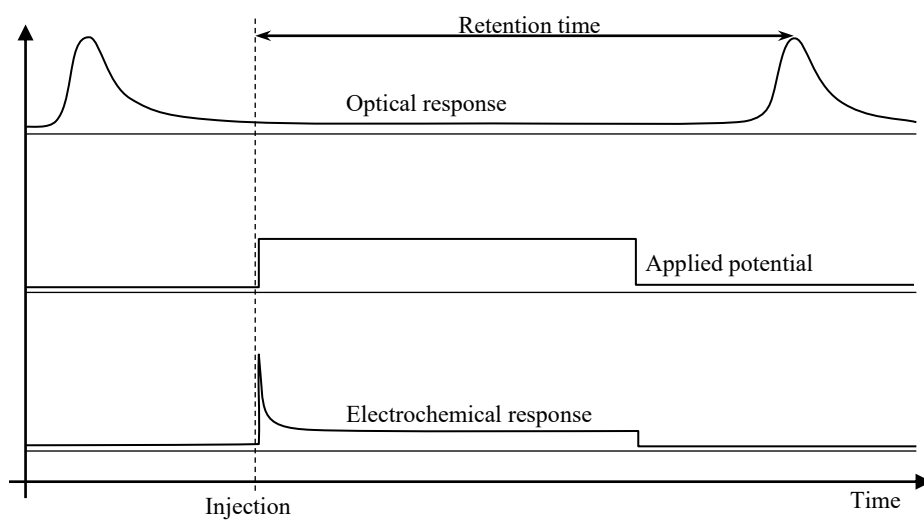 Retention time
Optical response
Applied potential
Electrochemical response
Injection
Time